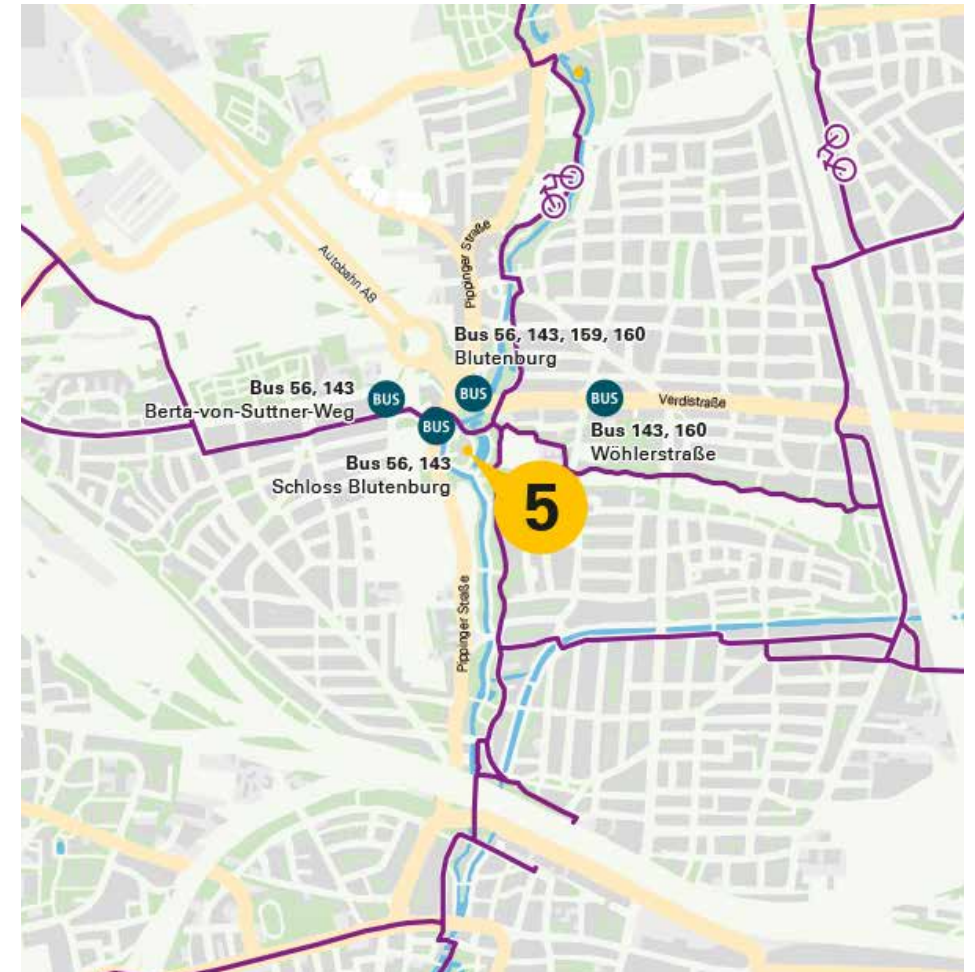 Pippinger Straße
Autobahn A8
Bus 56, 143, 159, 160
Blutenburg
BUS
Bus 56, 143
Berta-von-Suttner-Weg
BUS
BUS
BUS
Verdistraße
Bus 143, 160
Wöhlerstraße
Bus 56, 143
Schloss Blutenburg
5
Pippinger Straße